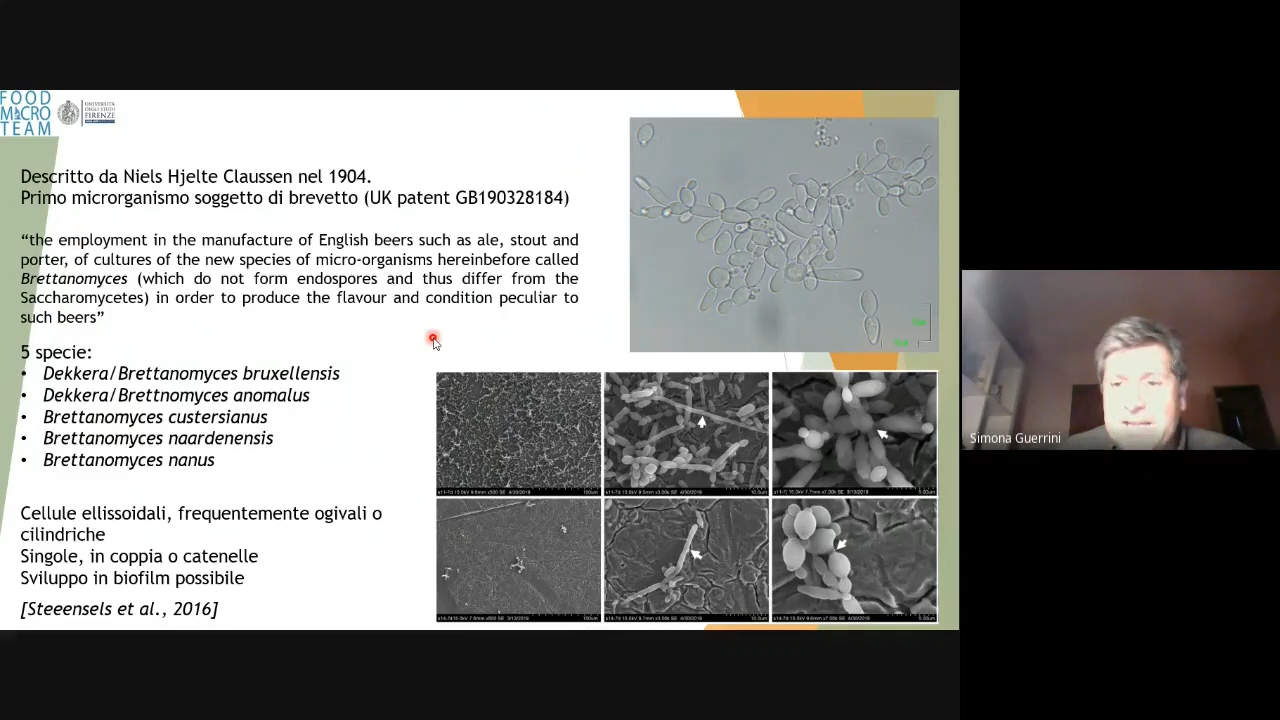 FOOD
MICRO
TEAM
UNIVERSITÀ
DEGLI STUDI
FIRENZE
Descritto da Niels Hjelte Claussen nel 1904.
Primo microrganismo soggetto di brevetto (UK patent GB190328184)
“the employment in the manufacture of English beers such as ale, stout and
porter, of cultures of the new species of micro-organisms hereinbefore called
Brettanomyces (which do not form endospores and thus differ from the
Saccharomycetes) in order to produce the flavour and condition peculiar to
such beers”
5 specie:
• Dekkera/Brettanomyces bruxellensis
• Dekkera/Brettnomyces anomalus
• Brettanomyces custersianus
• Brettanomyces naardenensis
• Brettanomyces nanus
Cellule ellissoidali, frequentemente ogivali o
cilindriche
Singole, in coppia o catenelle
Sviluppo in biofilm possibile
[Steeensels et al., 2016]
Simona Guerrini